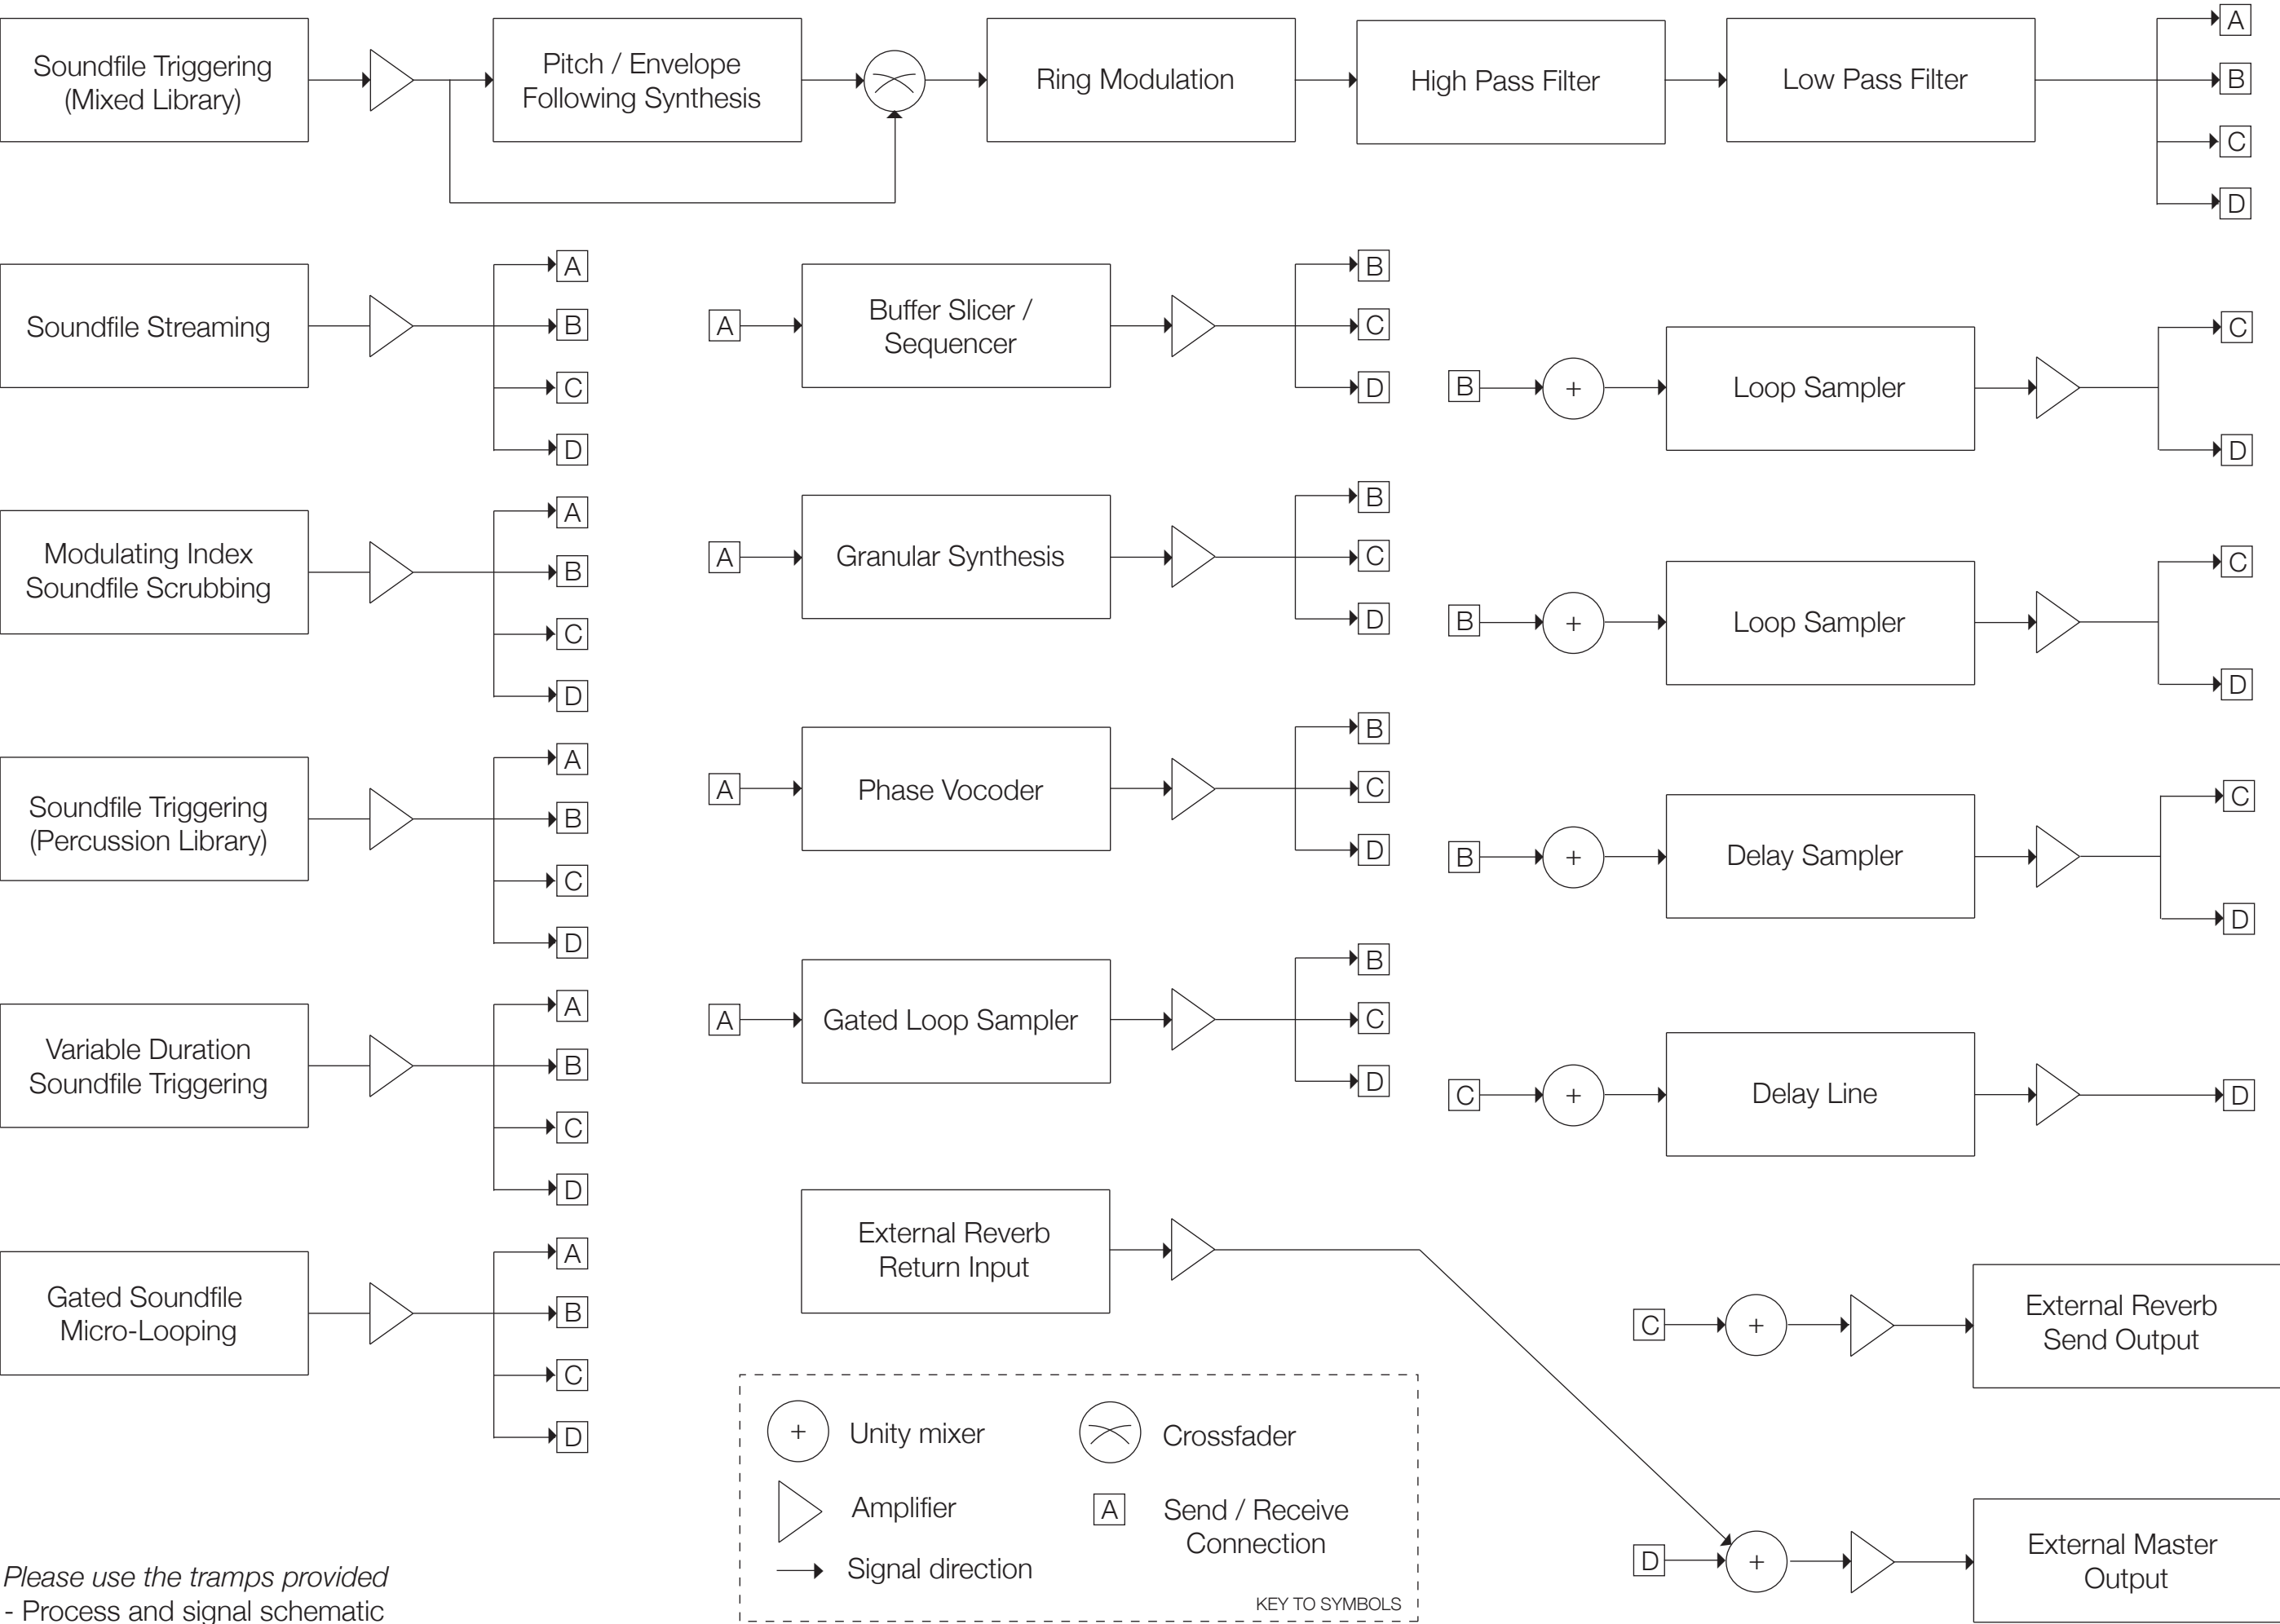 Soundfile Triggering
(Mixed Library)
Pitch / Envelope
Following Synthesis
Ring Modulation
High Pass Filter
Low Pass Filter
A
B
C
D
Soundfile Streaming
A
B
C
D
Modulating Index
Soundfile Scrubbing
A
B
C
D
Soundfile Triggering
(Percussion Library)
A
B
C
D
Variable Duration
Soundfile Triggering
A
B
C
D
Gated Soundfile
Micro-Looping
A
B
C
D
A
Buffer Slicer /
Sequencer
B
C
D
A
Granular Synthesis
B
C
D
A
Phase Vocoder
B
C
D
A
Gated Loop Sampler
B
C
D
External Reverb
Return Input
B
+
Loop Sampler
C
D
B
+
Loop Sampler
C
D
B
+
Delay Sampler
C
D
C
+
Delay Line
D
C
+
External Reverb
Send Output
D
+
External Master
Output
+
Unity mixer
Crossfader
Amplifier
A
Send / Receive
Connection
Signal direction
KEY TO SYMBOLS
Please use the tramps provided
- Process and signal schematic